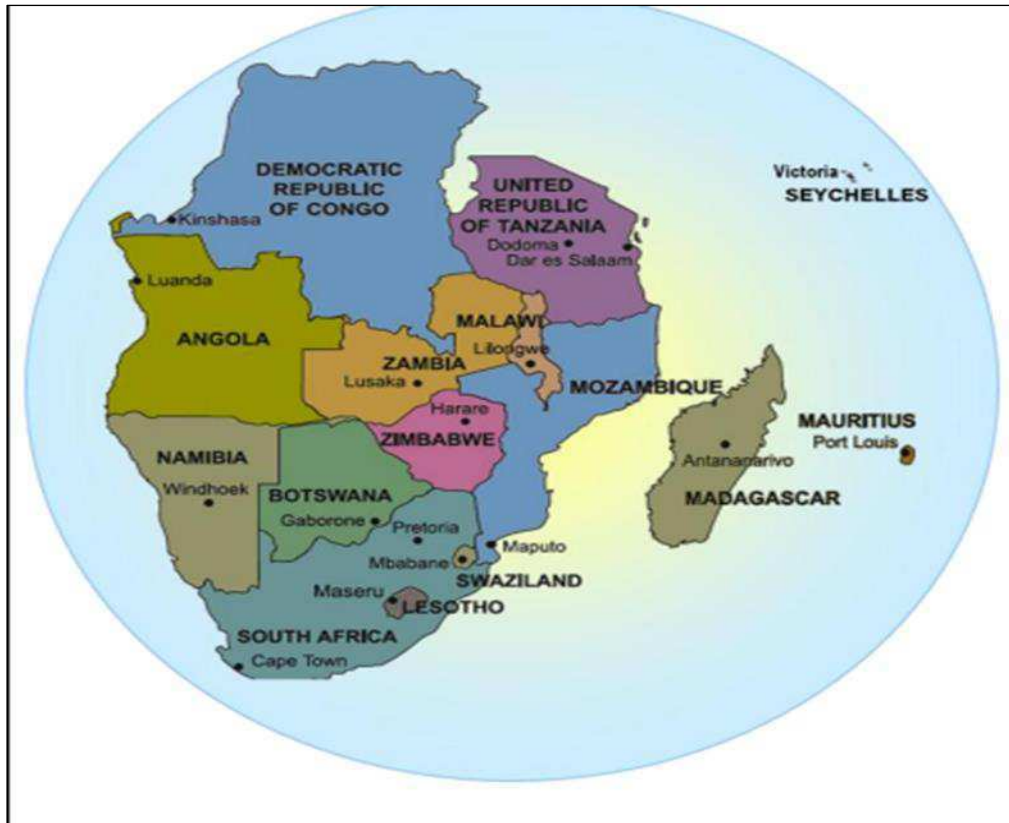 DEMOCRATIC
REPUBLIC
OF CONGO
Kinshasa
UNITED
REPUBLIC
OF TANZANIA
Dodoma
Dar es Salaam
Victoria
SEYCHELLES
Luanda
ANGOLA
MALAWI
Lilongwe
ZAMBIA
Lusaka
MOZAMBIQUE
Harare
ZIMBABWE
MAURITIUS
Port Louis
Antananarivo
MADAGASCAR
NAMIBIA
Windhoek
BOTSWANA
Gaborone
Pretoria
Maputo
Mbabane
SWAZILAND
Maseru
LESOTHO
SOUTH AFRICA
Cape Town